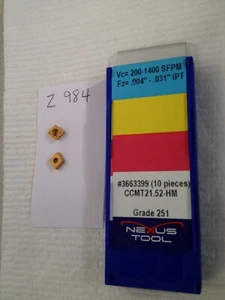 Z 984
Vc= 200-1400 SFPM
Fz= .004" - .031" IPT
#3663399 (10 pieces)
CCMT21.52-HM
Grade 251
NEXUS
TOOL